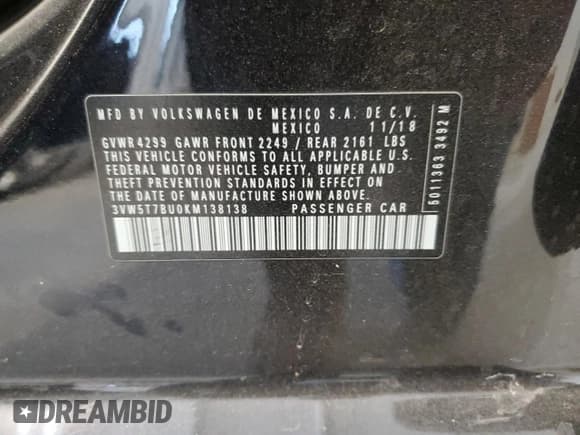 MFD BY VOLKSWAGEN DE MEXICO S.A. DE C.V.
MEXICO 11/18
GVWR4299 GAWR FRONT 2249 / REAR 2161 LBS
THIS VEHICLE CONFORMS TO ALL APPLICABLE U.S.
FEDERAL MOTOR VEHICLE SAFETY, BUMPER AND
THEFT PREVENTION STANDARDS IN EFFECT ON
THE DATE OF MANUFACTURE SHOWN ABOVE.
3VW5T7BU0KM138138 PASSENGER CAR
5011363 3492 M
DREAMBID